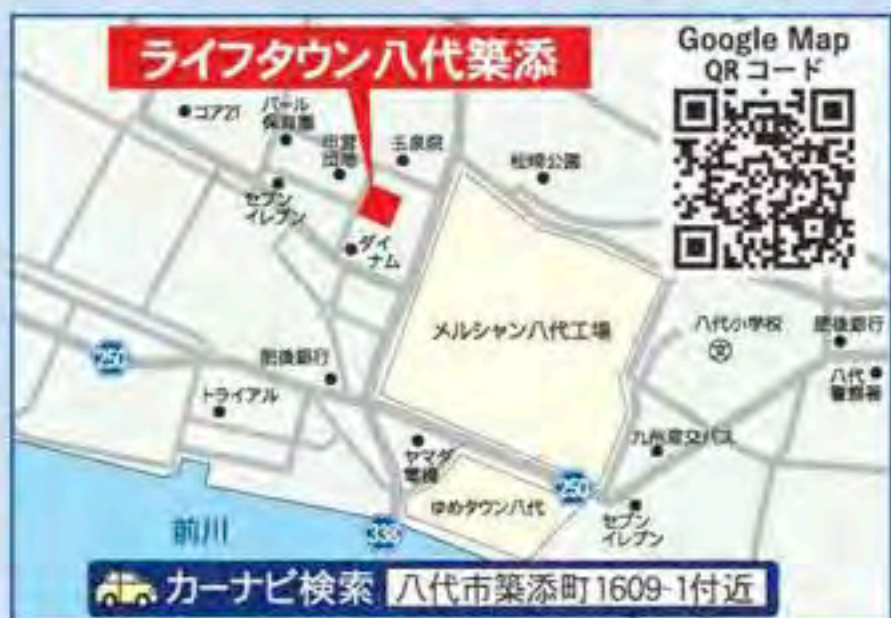 ライフタウン八代築添
Google Map
QRコード
コア21
パール
保育園
団地
玉泉院
松崎公園
セブン
イレブン
ダイ
ナム
メルシャン八代工場
八代小学校
文
肥後銀行
八代
警察署
250
肥後銀行
トライアル
九州産交バス
ヤマダ
電機
250
ゆめタウン八代
セブン
イレブン
前川
カーナビ検索
八代市築添町1609-1付近